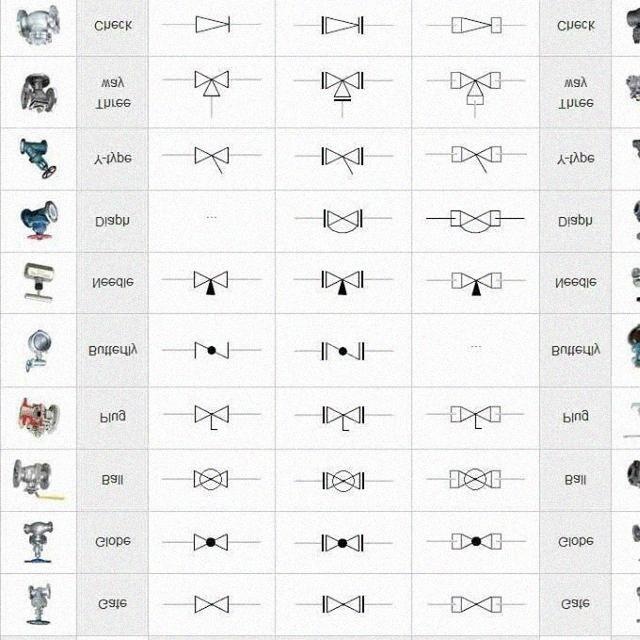 Gate Gate
Globe Globe
Ball Ball
Plug Plug
Butterfly ... Butterfly
Needle Needle
Diaph ... Diaph
Y-type Y-type
Three Three
way way
Check Check